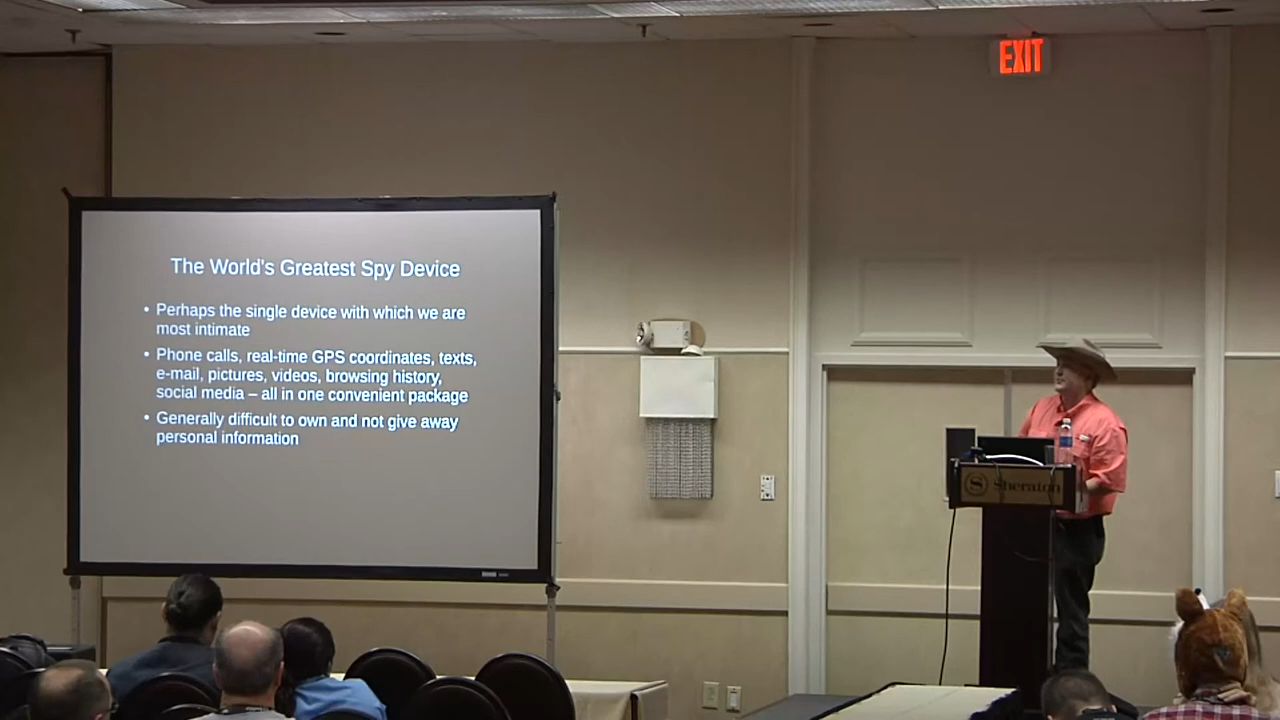 EXIT
The World's Greatest Spy Device
• Perhaps the single device with which we are
most intimate
• Phone calls, real-time GPS coordinates, texts,
e-mail, pictures, videos, browsing history,
social media – all in one convenient package
• Generally difficult to own and not give away
personal information
S Sheraton